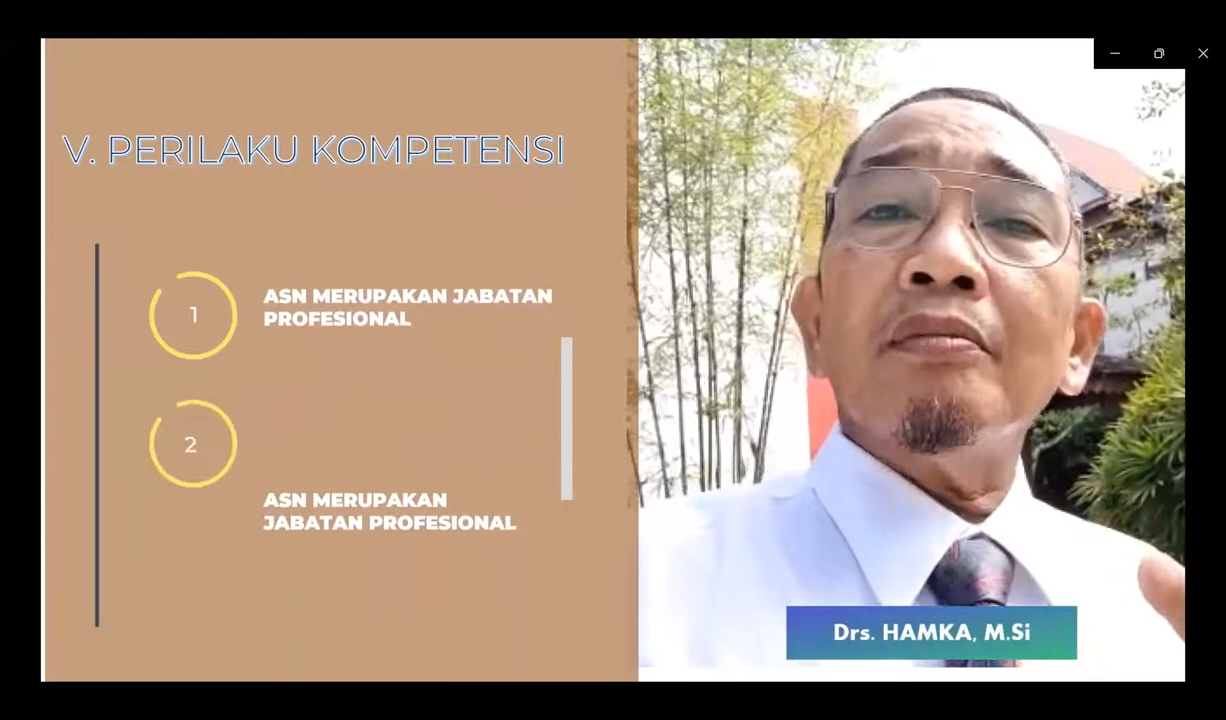 V. PERILAKU KOMPETENSI
1
ASN MERUPAKAN JABATAN
PROFESIONAL
2
ASN MERUPAKAN
JABATAN PROFESIONAL
Drs. HAMKA, M.Si